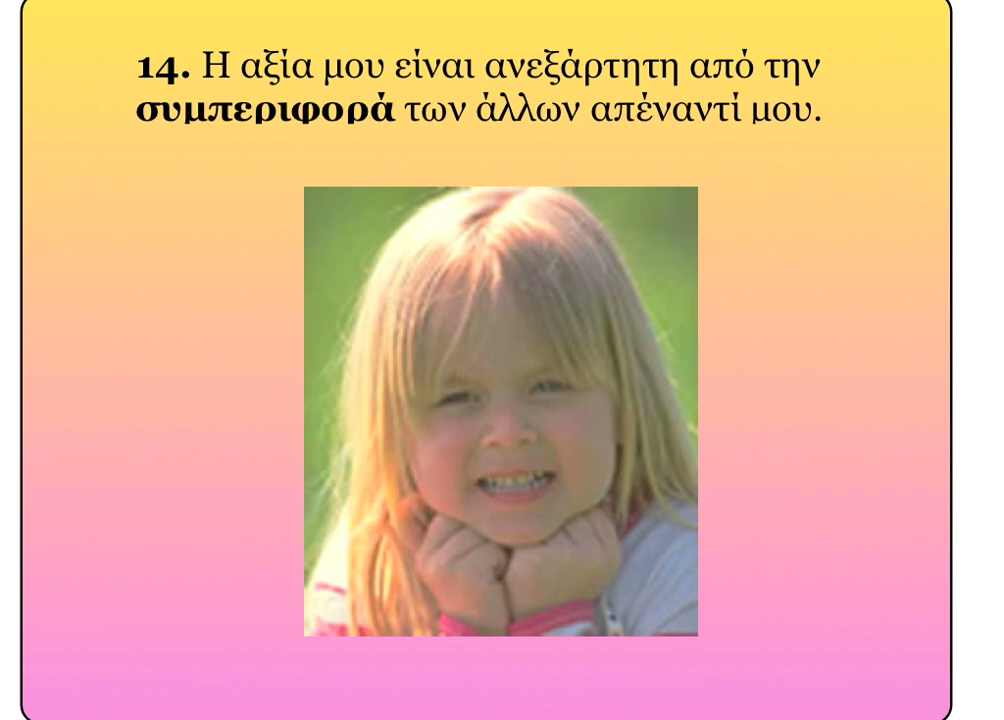 14. Η αξία μου είναι ανεξάρτητη από την
συμπεριφορά των άλλων απέναντί μου.